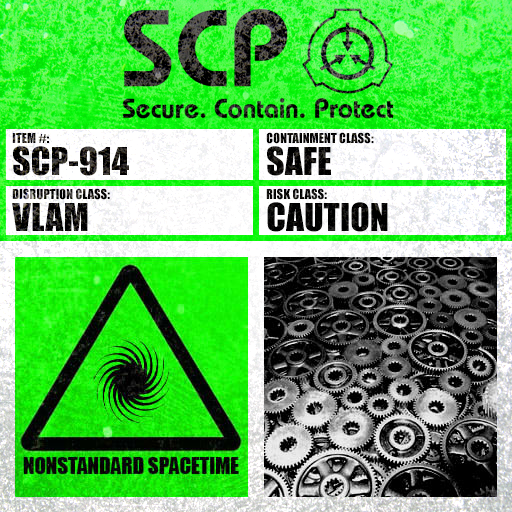 SCP
Secure. Contain. Protect
ITEM #:
SCP-914
CONTAINMENT CLASS:
SAFE
DISRUPTION CLASS:
VLAM
RISK CLASS:
CAUTION
NONSTANDARD SPACETIME